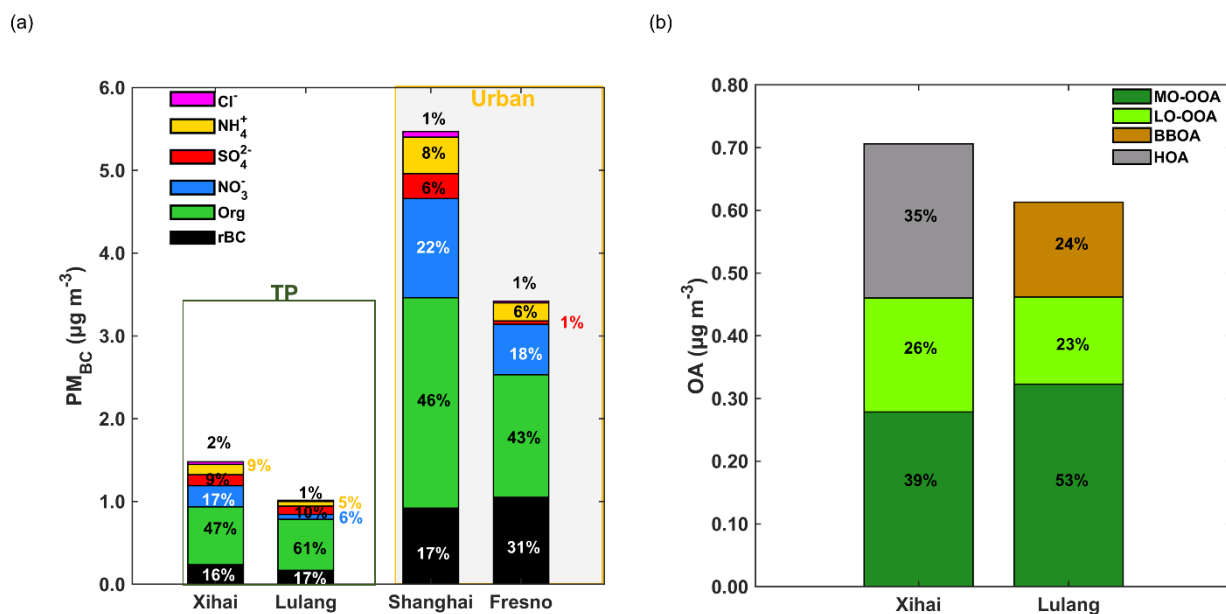 (a)
(b)
6.0
5.0
4.0
3.0
2.0
1.0
0.0
PM_BC (µg m⁻³)
Cl⁻
NH₄⁺
SO₄²⁻
NO₃⁻
Org
rBC
TP
Urban
2%
9%
9%
17%
47%
16%
1%
5%
10%
6%
61%
17%
1%
8%
6%
22%
46%
17%
1%
6%
1%
18%
43%
31%
Xihai Lulang Shanghai Fresno
0.80
0.70
0.60
0.50
0.40
0.30
0.20
0.10
0.00
OA (µg m⁻³)
MO-OOA
LO-OOA
BBOA
HOA
35%
26%
39%
24%
23%
53%
Xihai Lulang